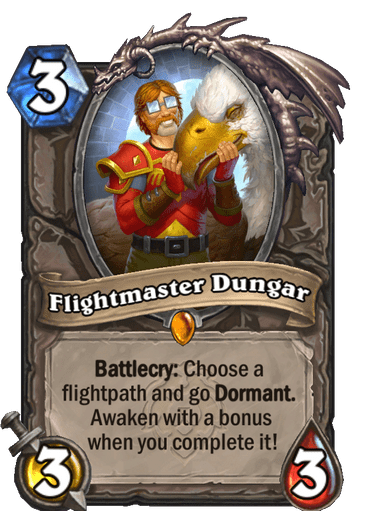 3
Flightmaster Dungar
Battlecry: Choose a
flightpath and go Dormant.
Awaken with a bonus
when you complete it!
3
3